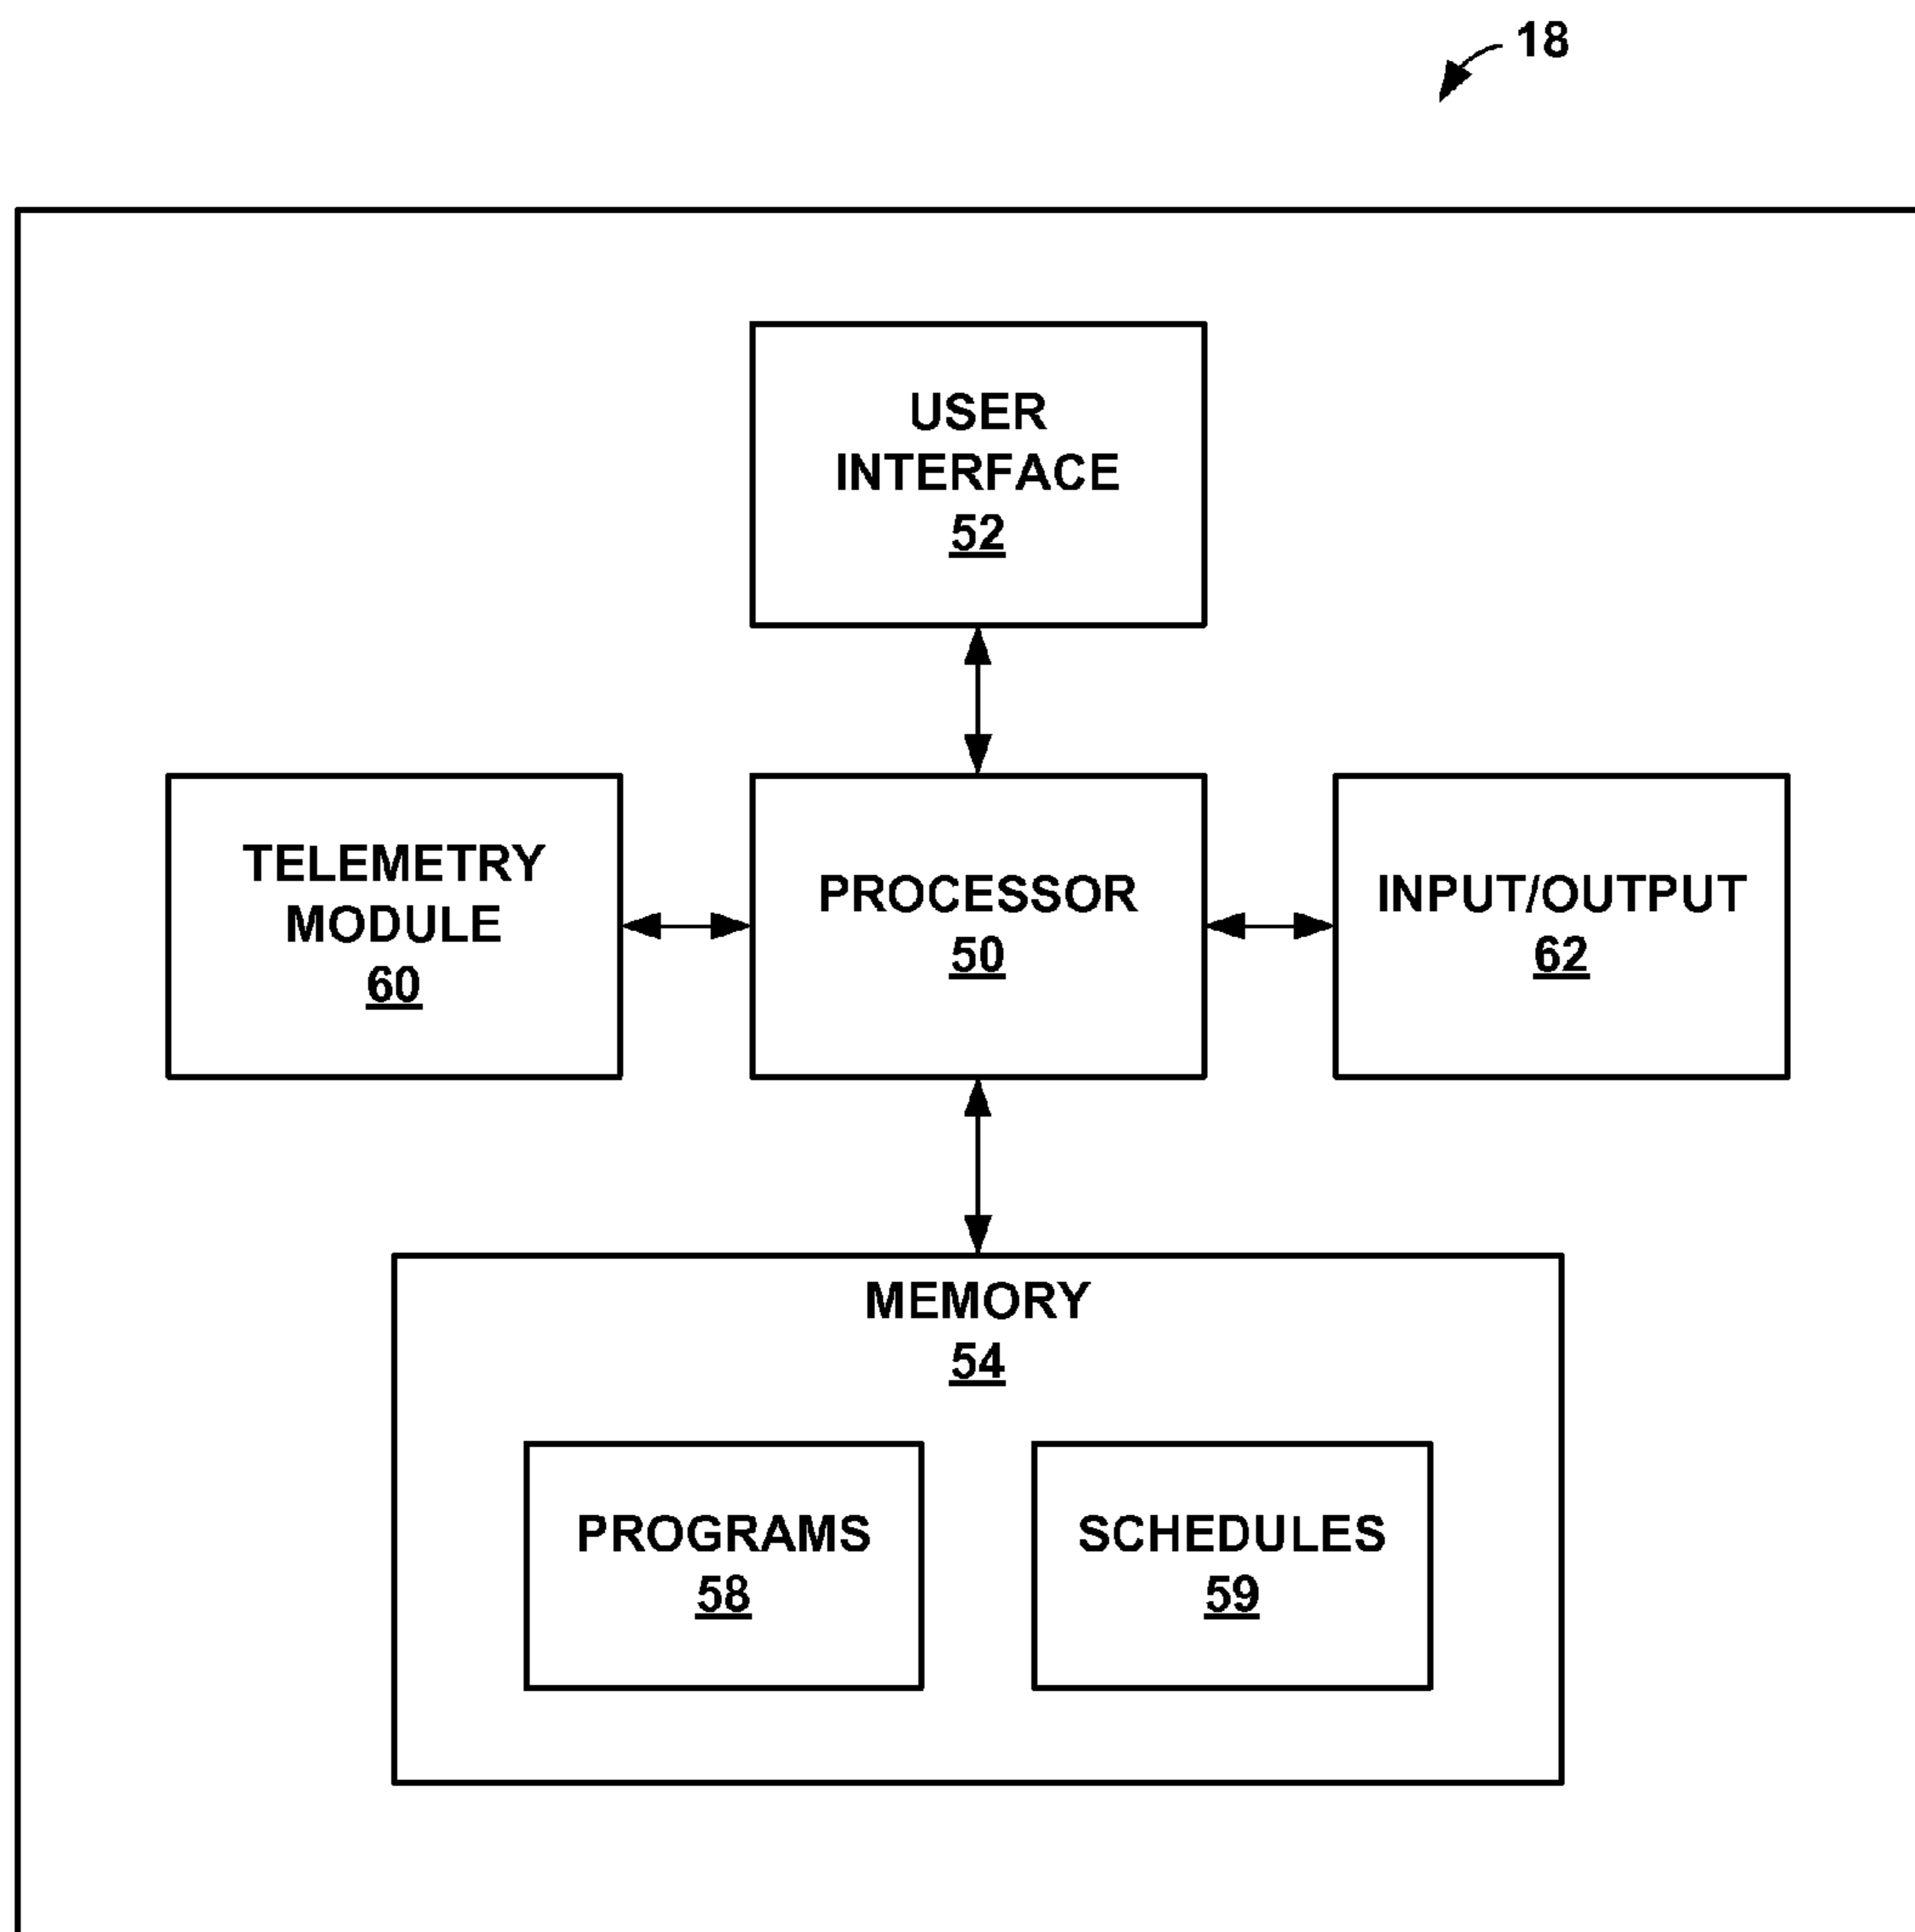 18
USER
INTERFACE
52
TELEMETRY
MODULE
60
PROCESSOR
50
INPUT/OUTPUT
62
MEMORY
54
PROGRAMS
58
SCHEDULES
59